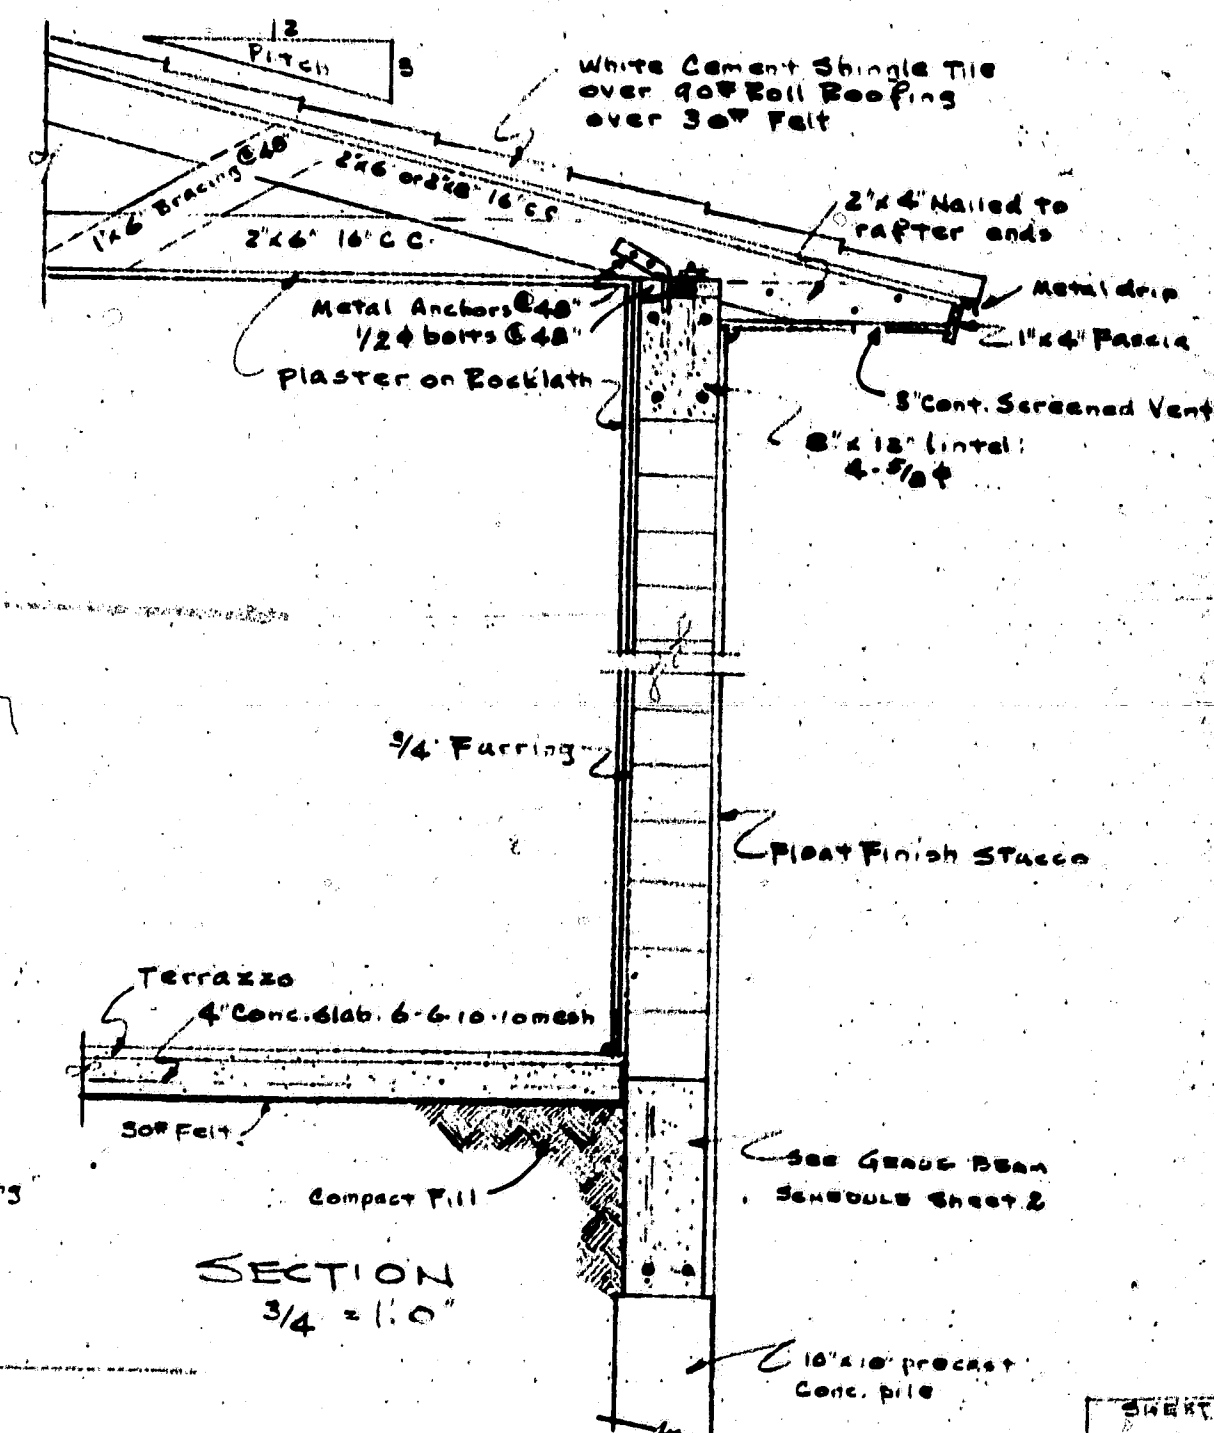 12
Pitch
3
White Cement Shingle Tile
over 90# Roll Roofing
over 30# Felt
1"x6" Bracing @ 48"
2"x6" or 2"x8" 16" C C
2"x6" 16" C C
2"x4" Nailed to
rafter ends
Metal drip
1"x4" Fascia
Metal Anchors @ 48"
1/2 ϕ bolts @ 48"
Plaster on Rocklath
3" Cont. Screened Vent
8"x12" lintel
4-5/8 ϕ
3/4" Furring
Float Finish Stucco
Terrazzo
4" Conc. slab. 6-6-10-10 mesh
30# Felt
Compact Fill
SEE GRADE BEAM
SCHEDULE Sheet 2
SECTION
3/4 = 1'.0"
10"x10" precast
Conc. pile
SHEET